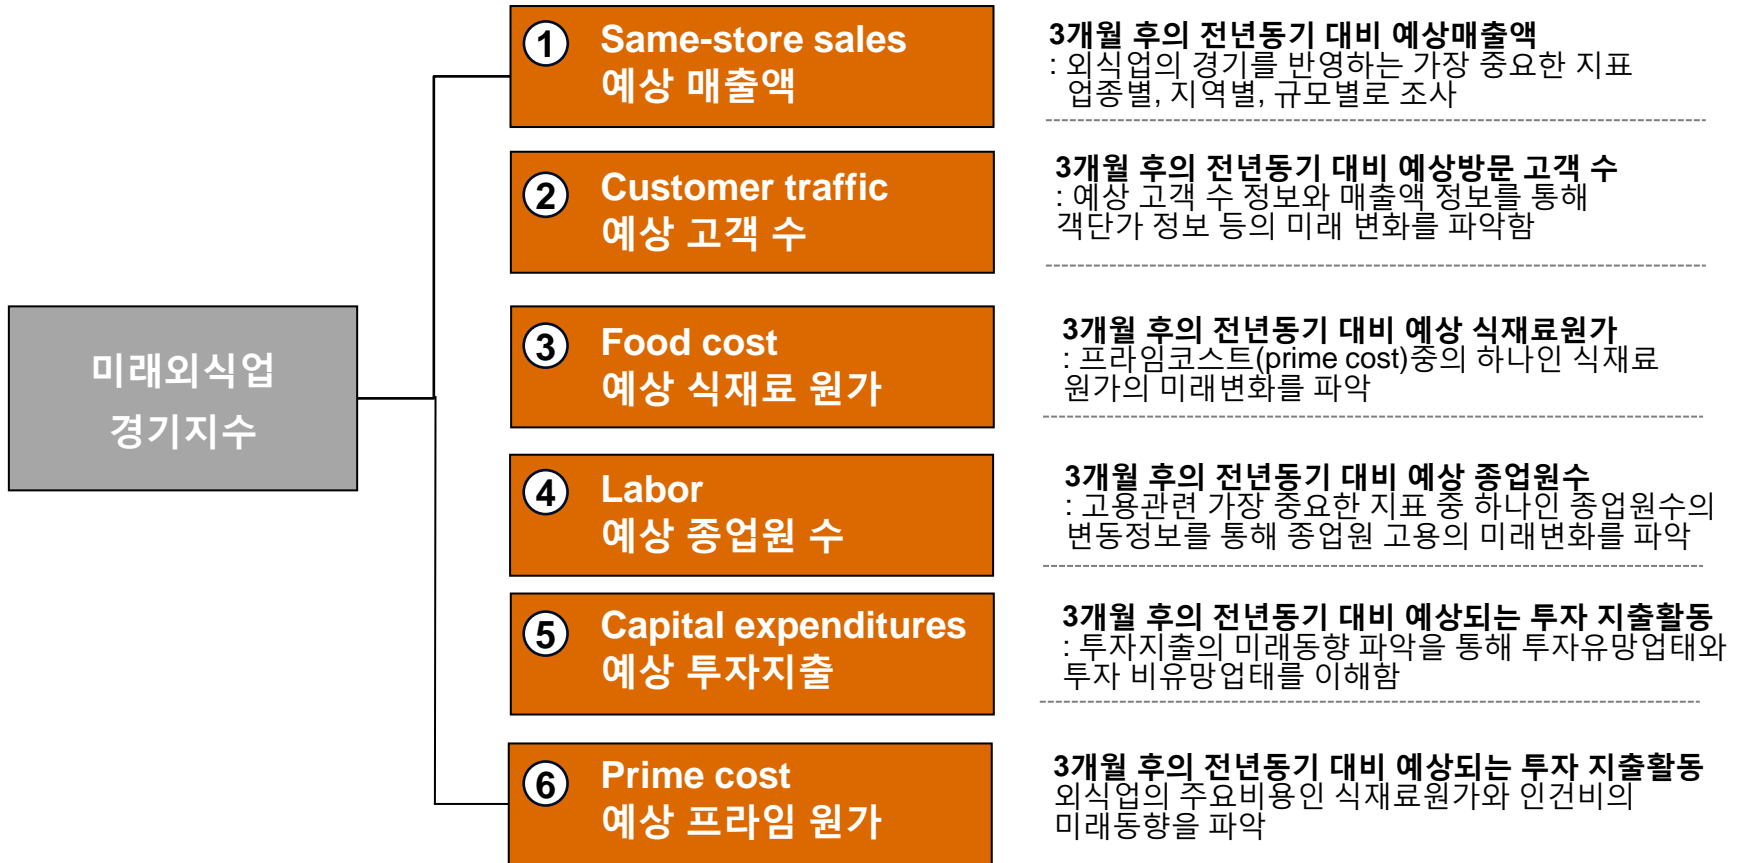 미래외식업
경기지수
① Same-store sales
예상 매출액
3개월 후의 전년동기 대비 예상매출액
: 외식업의 경기를 반영하는 가장 중요한 지표
업종별, 지역별, 규모별로 조사
② Customer traffic
예상 고객 수
3개월 후의 전년동기 대비 예상방문 고객 수
: 예상 고객 수 정보와 매출액 정보를 통해
객단가 정보 등의 미래 변화를 파악함
③ Food cost
예상 식재료 원가
3개월 후의 전년동기 대비 예상 식재료원가
: 프라임코스트(prime cost)중의 하나인 식재료
원가의 미래변화를 파악
④ Labor
예상 종업원 수
3개월 후의 전년동기 대비 예상 종업원수
: 고용관련 가장 중요한 지표 중 하나인 종업원수의
변동정보를 통해 종업원 고용의 미래변화를 파악
⑤ Capital expenditures
예상 투자지출
3개월 후의 전년동기 대비 예상되는 투자 지출활동
: 투자지출의 미래동향 파악을 통해 투자유망업태와
투자 비유망업태를 이해함
⑥ Prime cost
예상 프라임 원가
3개월 후의 전년동기 대비 예상되는 투자 지출활동
외식업의 주요비용인 식재료원가와 인건비의
미래동향을 파악